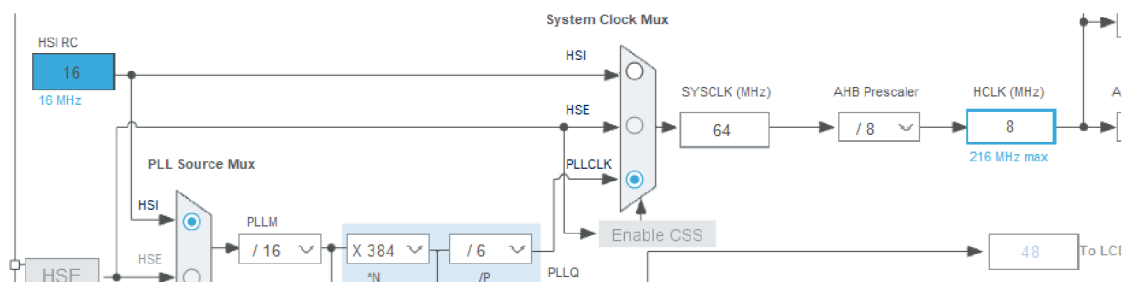 System Clock Mux
HSI RC
16
16 MHz
HSI
HSE
PLLCLK
SYSCLK (MHz)
64
AHB Prescaler
/ 8
HCLK (MHz)
8
216 MHz max
A
PLL Source Mux
HSI
HSE
PLLM
/ 16
X 384
*N
/ 6
/P
PLLQ
Enable CSS
48
To LCD
HSE